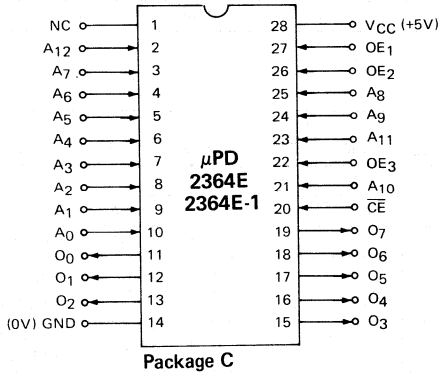 NC 1 28 VCC (+5V)
A12 2 27 OE1
A7 3 26 OE2
A6 4 25 A8
A5 5 24 A9
A4 6 23 A11
A3 7 22 OE3
A2 8 21 A10
A1 9 20 C̅E̅
A0 10 19 O7
O0 11 18 O6
O1 12 17 O5
O2 13 16 O4
(0V) GND 14 15 O3
μPD
2364E
2364E-1
Package C